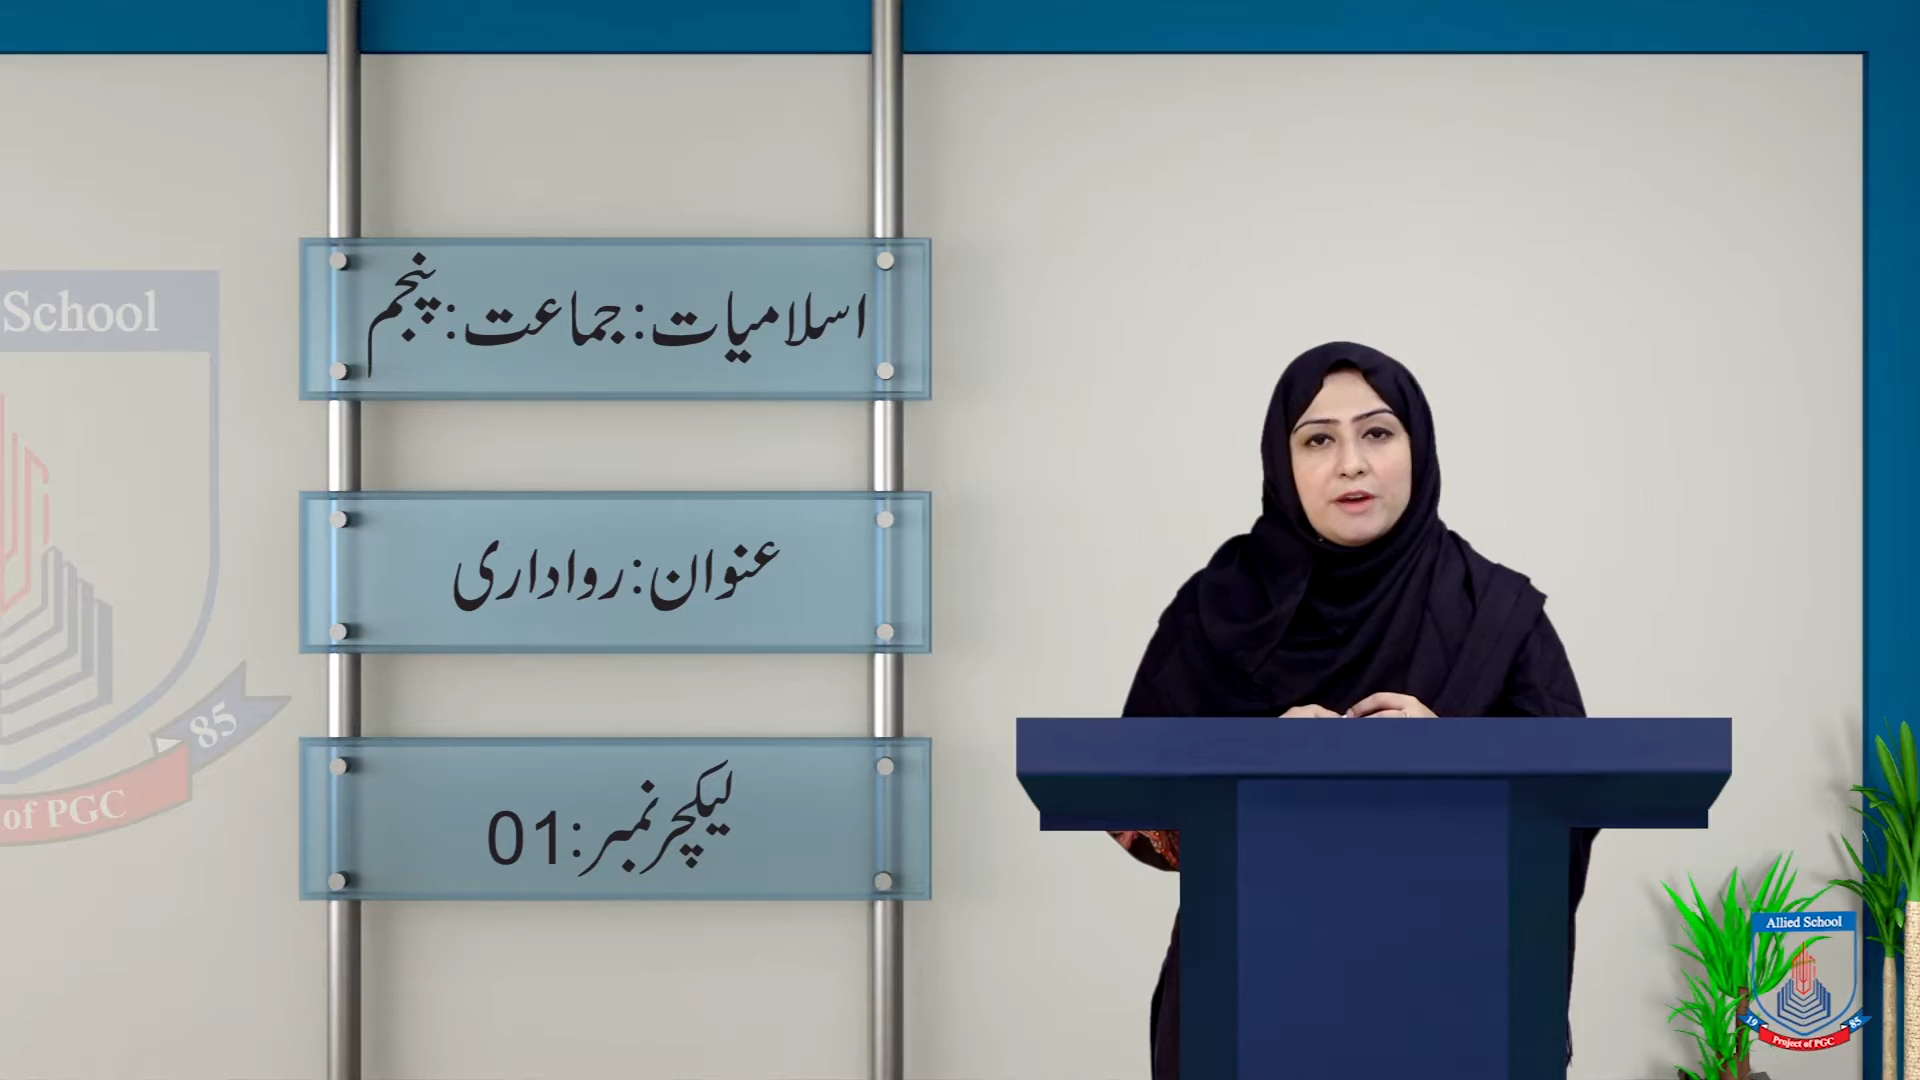 اسلامیات: جماعت: پنجم
عنوان: رواداری
لیکچر نمبر: 01
School
85
of PGC
Allied School
19 85
Project of PGC